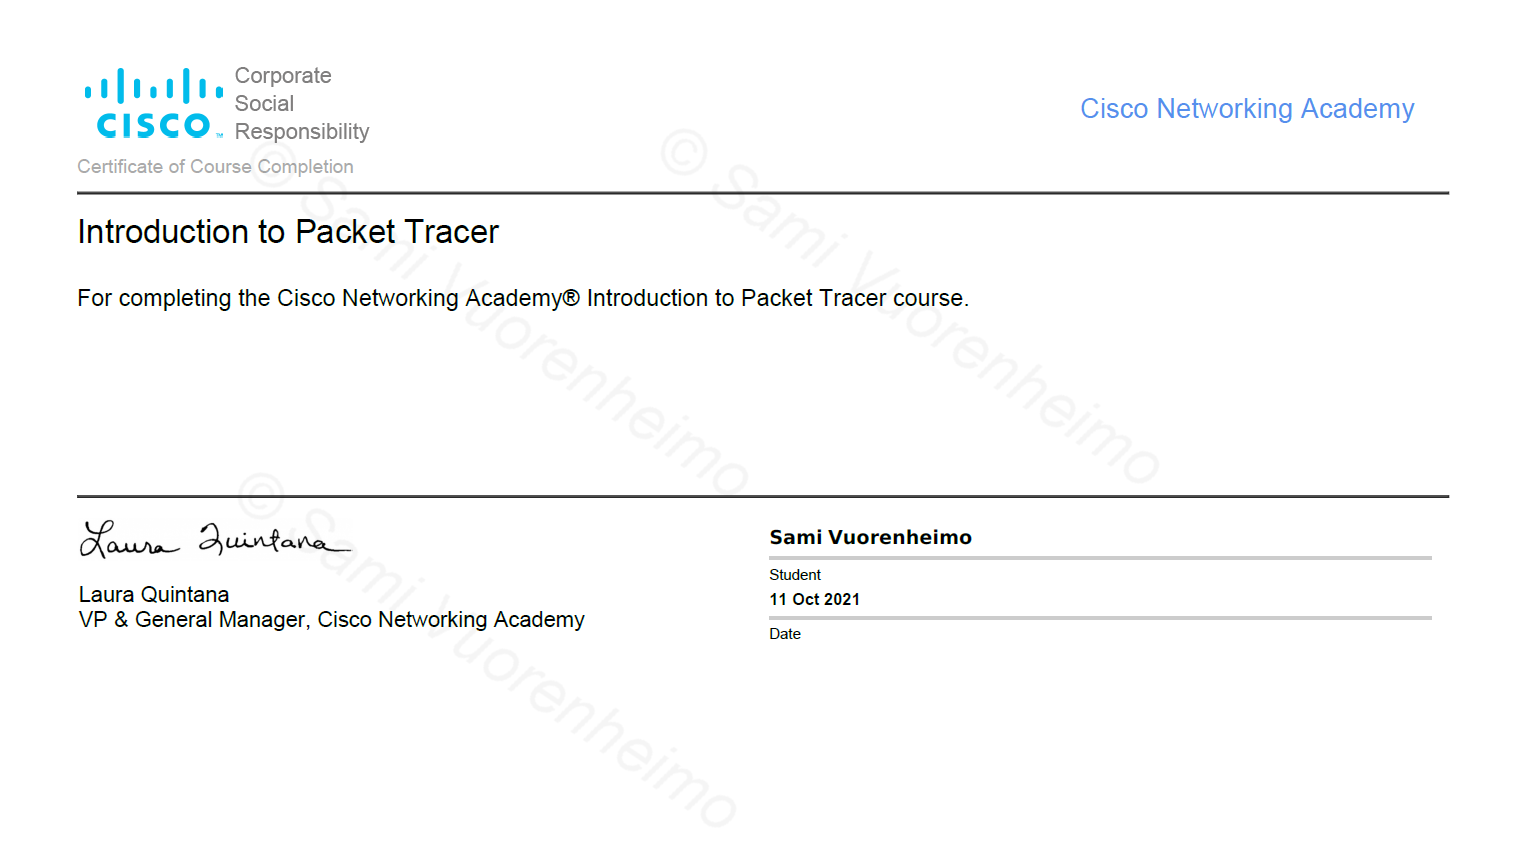 Corporate
Social
Responsibility
CISCO™
Cisco Networking Academy
Certificate of Course Completion
Introduction to Packet Tracer
For completing the Cisco Networking Academy® Introduction to Packet Tracer course.
© Sami Vuorenheimo
© Sami Vuorenheimo
© Sami Vuorenheimo
Laura Quintana
Laura Quintana
VP & General Manager, Cisco Networking Academy
Sami Vuorenheimo
Student
11 Oct 2021
Date